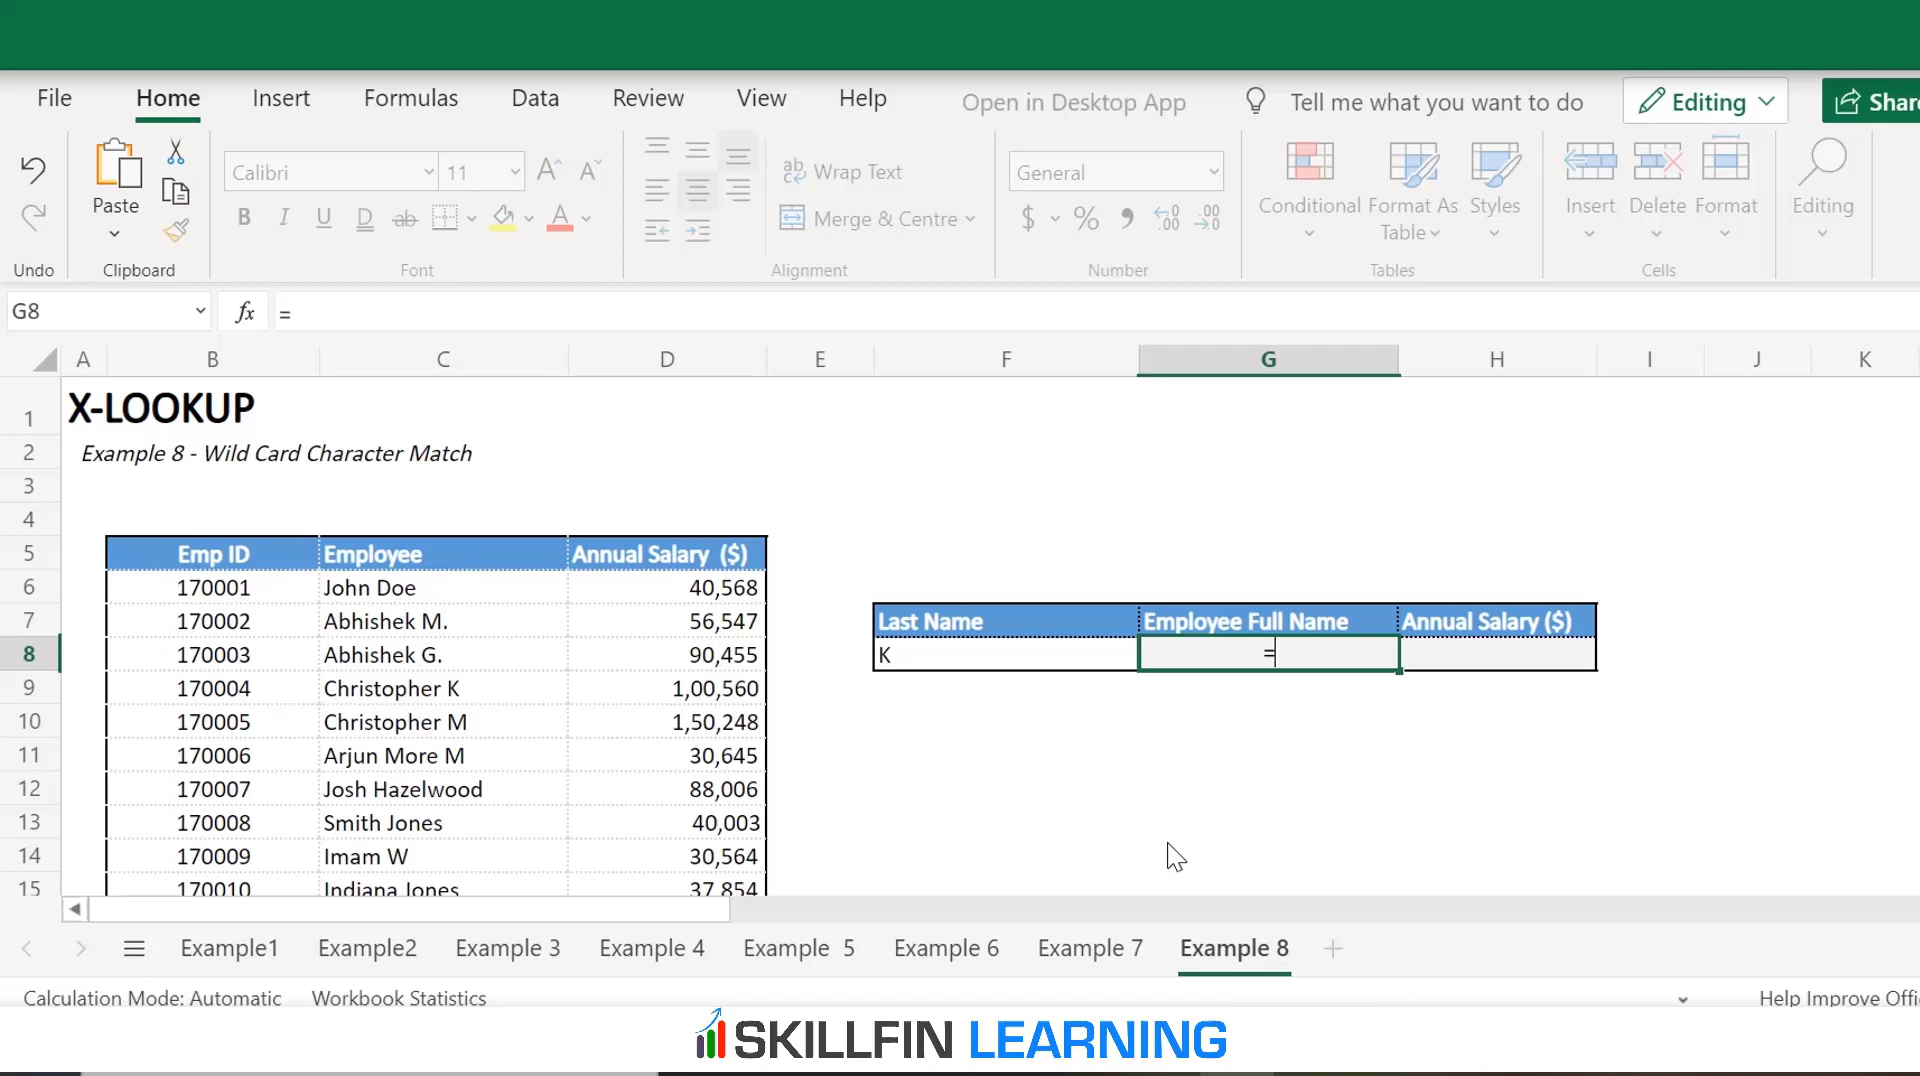 File Home Insert Formulas Data Review View Help Open in Desktop App Tell me what you want to do Editing Share
Paste
Calibri 11
Wrap Text
Merge & Centre
General
$ % 9 .00
Conditional Format As Table Styles
Insert Delete Format
Editing
Undo Clipboard Font Alignment Number Tables Cells
G8 fx =
A B C D E F G H I J K
1 X-LOOKUP
2 Example 8 - Wild Card Character Match
3
4
5 Emp ID Employee Annual Salary ($)
6 170001 John Doe 40,568
7 170002 Abhishek M. 56,547 Last Name Employee Full Name Annual Salary ($)
8 170003 Abhishek G. 90,455 K =
9 170004 Christopher K 1,00,560
10 170005 Christopher M 1,50,248
11 170006 Arjun More M 30,645
12 170007 Josh Hazelwood 88,006
13 170008 Smith Jones 40,003
14 170009 Imam W 30,564
15 170010 Indiana Jones 37,854
Example1 Example2 Example 3 Example 4 Example 5 Example 6 Example 7 Example 8
Calculation Mode: Automatic Workbook Statistics Help Improve Offi
SKILLFIN LEARNING